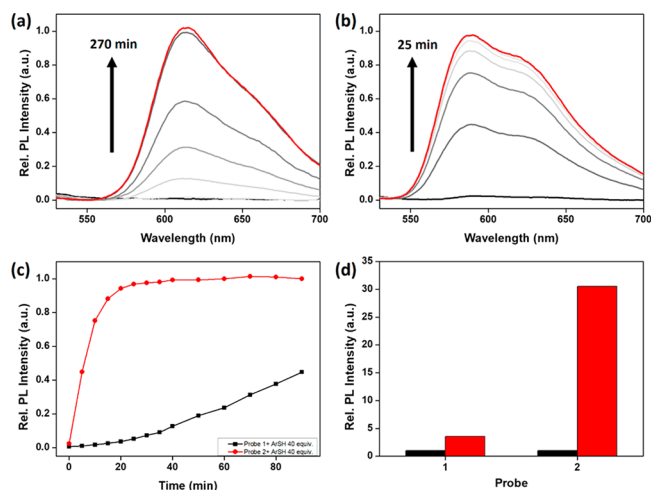 (a)
270 min
Rel. PL Intensity (a.u.)
1.0
0.8
0.6
0.4
0.2
0.0
550 600 650 700
Wavelength (nm)
(b)
25 min
Rel. PL Intensity (a.u.)
1.0
0.8
0.6
0.4
0.2
0.0
550 600 650 700
Wavelength (nm)
(c)
Rel. PL Intensity (a.u.)
1.0
0.8
0.6
0.4
0.2
0.0
0 20 40 60 80
Time (min)
Probe 1+ ArSH 40 equiv.
Probe 2+ ArSH 40 equiv.
(d)
Rel. PL Intensity (a.u.)
35
30
25
20
15
10
5
0
1 2
Probe